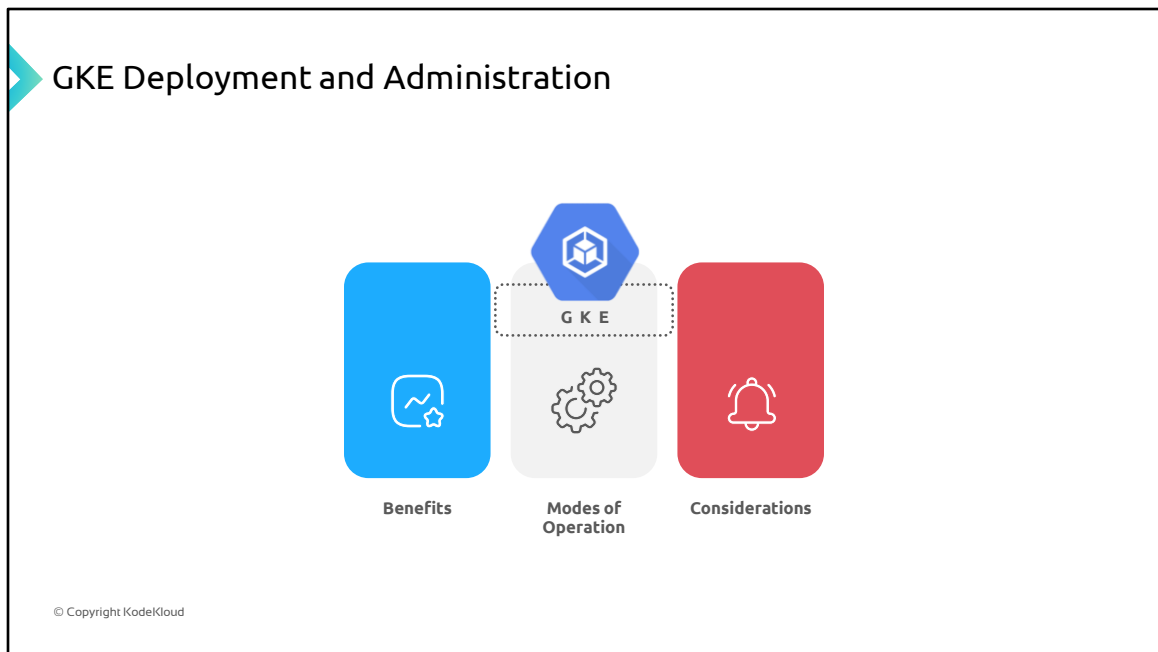 GKE Deployment and Administration
G K E
Benefits
Modes of
Operation
Considerations
© Copyright KodeKloud